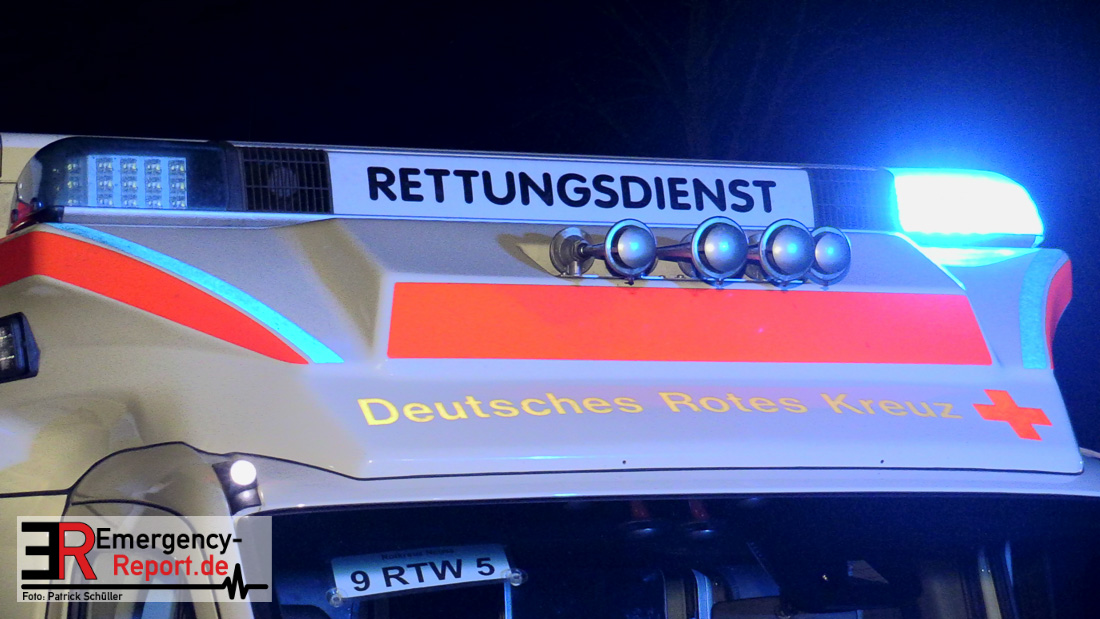 RETTUNGSDIENST
Deutsches Rotes Kreuz
9 RTW 5
ER Emergency-
Report.de
Foto: Patrick Schüller